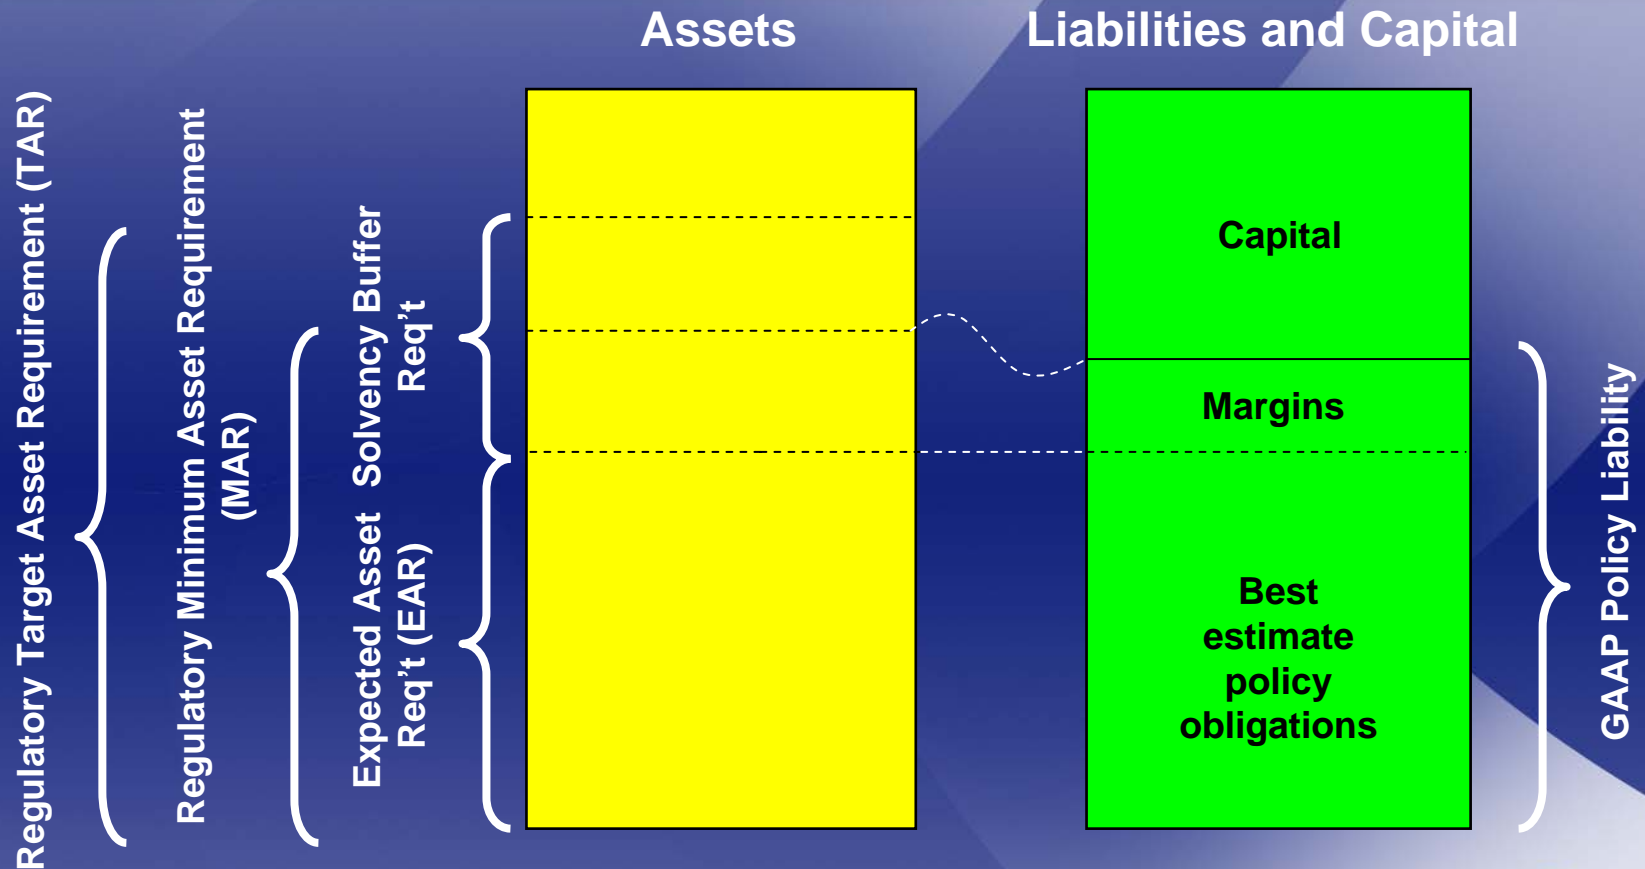 Assets
Liabilities and Capital
Regulatory Target Asset Requirement (TAR)
Regulatory Minimum Asset Requirement
(MAR)
Solvency Buffer
Req’t
Expected Asset
Req’t (EAR)
Capital
Margins
Best
estimate
policy
obligations
GAAP Policy Liability